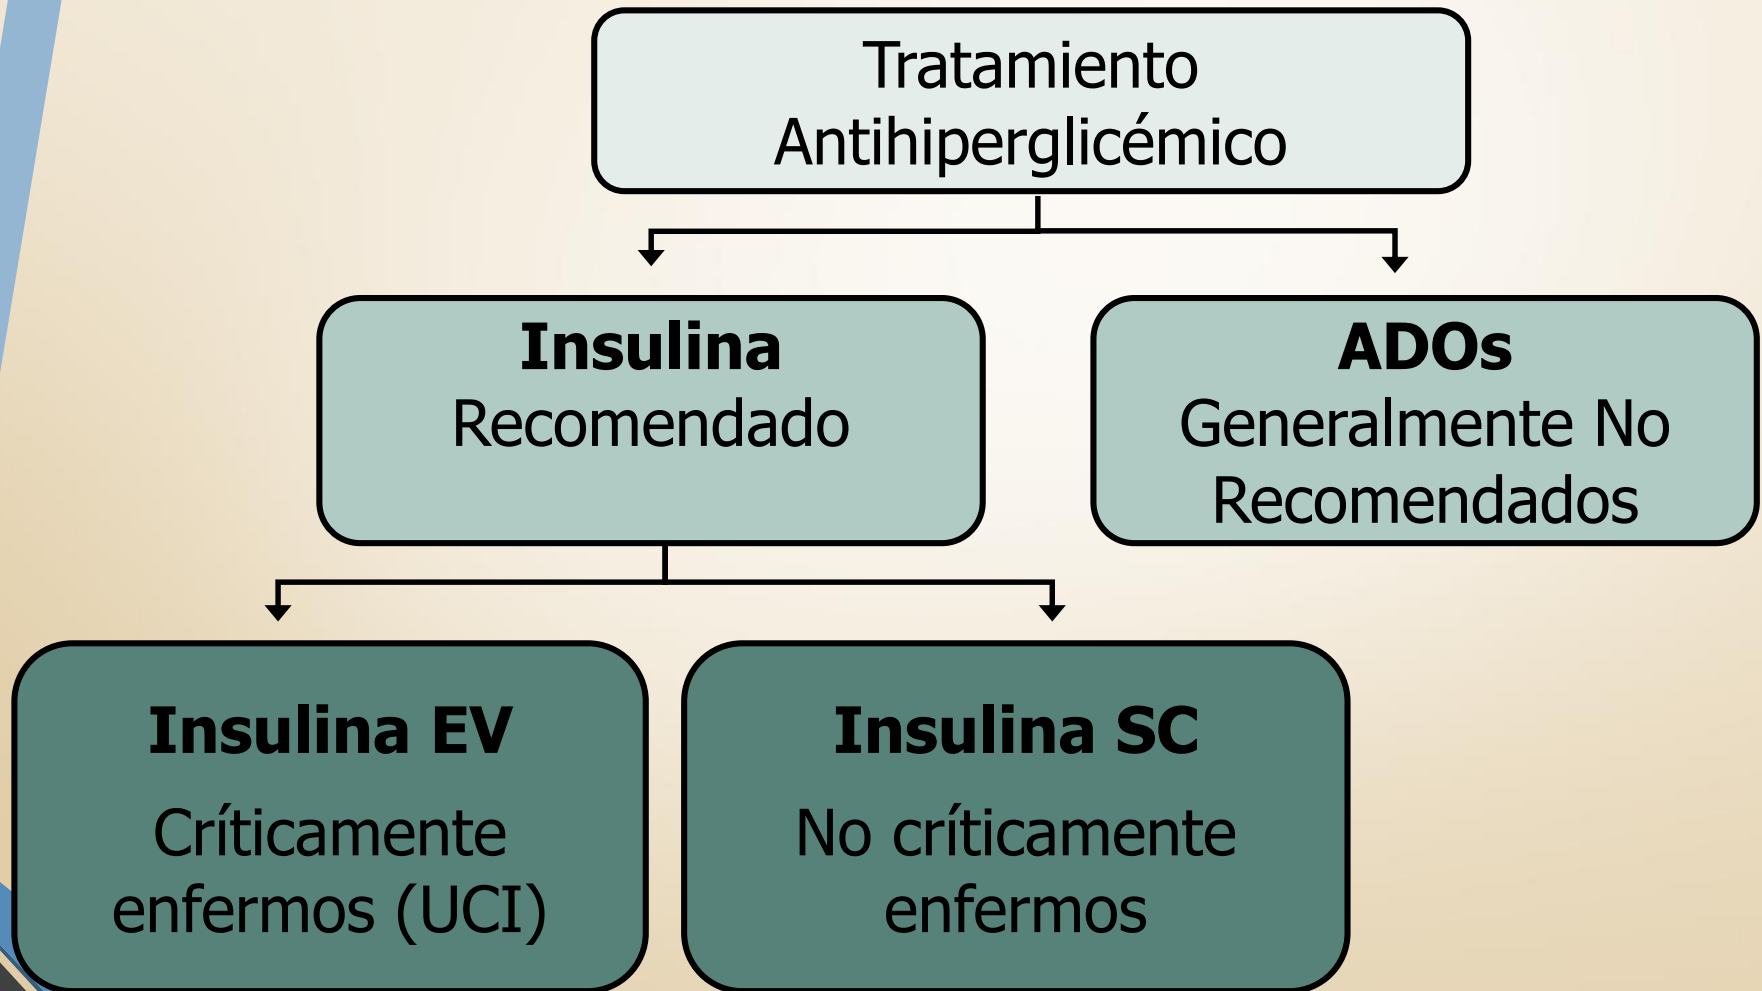 Tratamiento
Antihiperglicémico
Insulina
Recomendado
ADOs
Generalmente No
Recomendados
Insulina EV
Críticamente
enfermos (UCI)
Insulina SC
No críticamente
enfermos